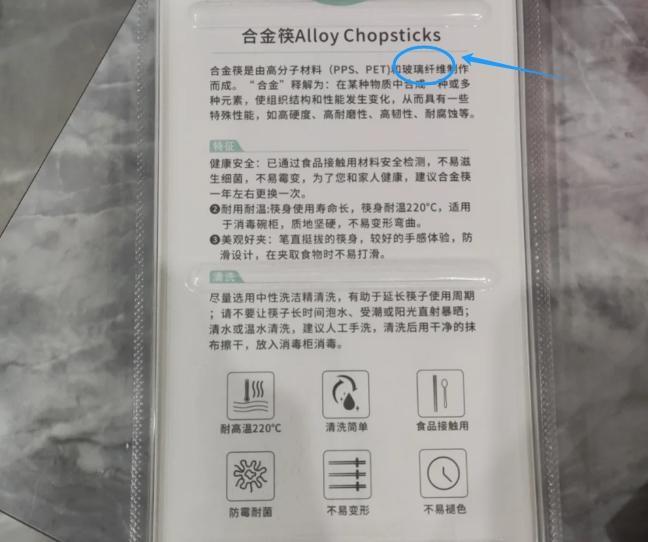 合金筷Alloy Chopsticks
合金筷是由高分子材料（PPS、PET)和玻璃纤维制作
而成。“合金”释解为：在某种物质中合成一种或多
种元素，使组织结构和性能发生变化，从而具有一些
特殊性能，如高硬度、高耐磨性、高韧性、耐腐蚀等。
特征
健康安全：已通过食品接触用材料安全检测，不易滋
生细菌，不易霉变，为了您和家人健康，建议合金筷
一年左右更换一次。
❷耐用耐温:筷身使用寿命长，筷身耐温220℃，适用
于消毒碗柜，质地坚硬，不易变形弯曲。
❸美观好夹：笔直挺拔的筷身，较好的手感体验，防
滑设计，在夹取食物时不易打滑。
清洗
尽量选用中性洗洁精清洗，有助于延长筷子使用周期
；请不要让筷子长时间泡水、受潮或阳光直射暴晒；
清水或温水清洗，建议人工手洗，清洗后用干净的抹
布擦干，放入消毒柜消毒。
耐高温220℃
清洗简单
食品接触用
防霉耐菌
不易变形
不易褪色